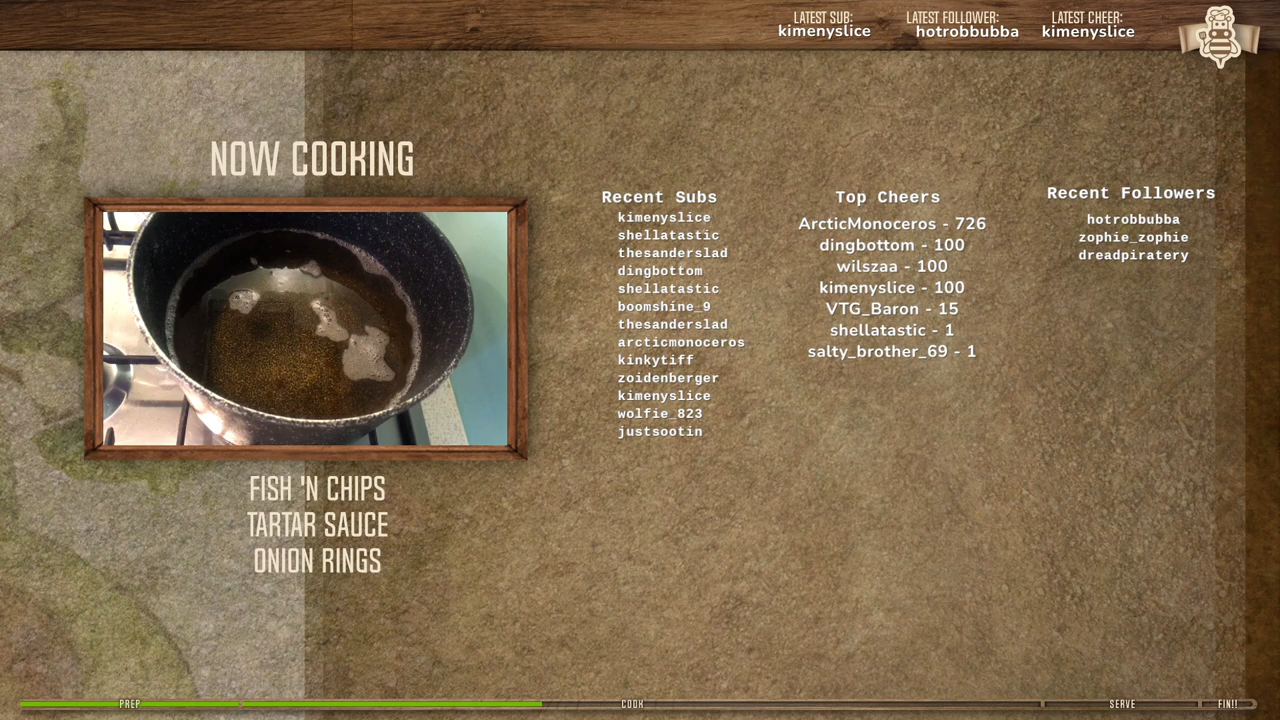 LATEST SUB:
kimenyslice
LATEST FOLLOWER:
hotrobbubba
LATEST CHEER:
kimenyslice
NOW COOKING
FISH 'N CHIPS
TARTAR SAUCE
ONION RINGS
Recent Subs
kimenyslice
shellatastic
thesanderslad
dingbottom
shellatastic
boomshine_9
thesanderslad
arcticmonoceros
kinkytiff
zoidenberger
kimenyslice
wolfie_823
justsootin
Top Cheers
ArcticMonoceros - 726
dingbottom - 100
wilszaa - 100
kimenyslice - 100
VTG_Baron - 15
shellatastic - 1
salty_brother_69 - 1
Recent Followers
hotrobbubba
zophie_zophie
dreadpiratery
PREP
COOK
SERVE
FIN!!